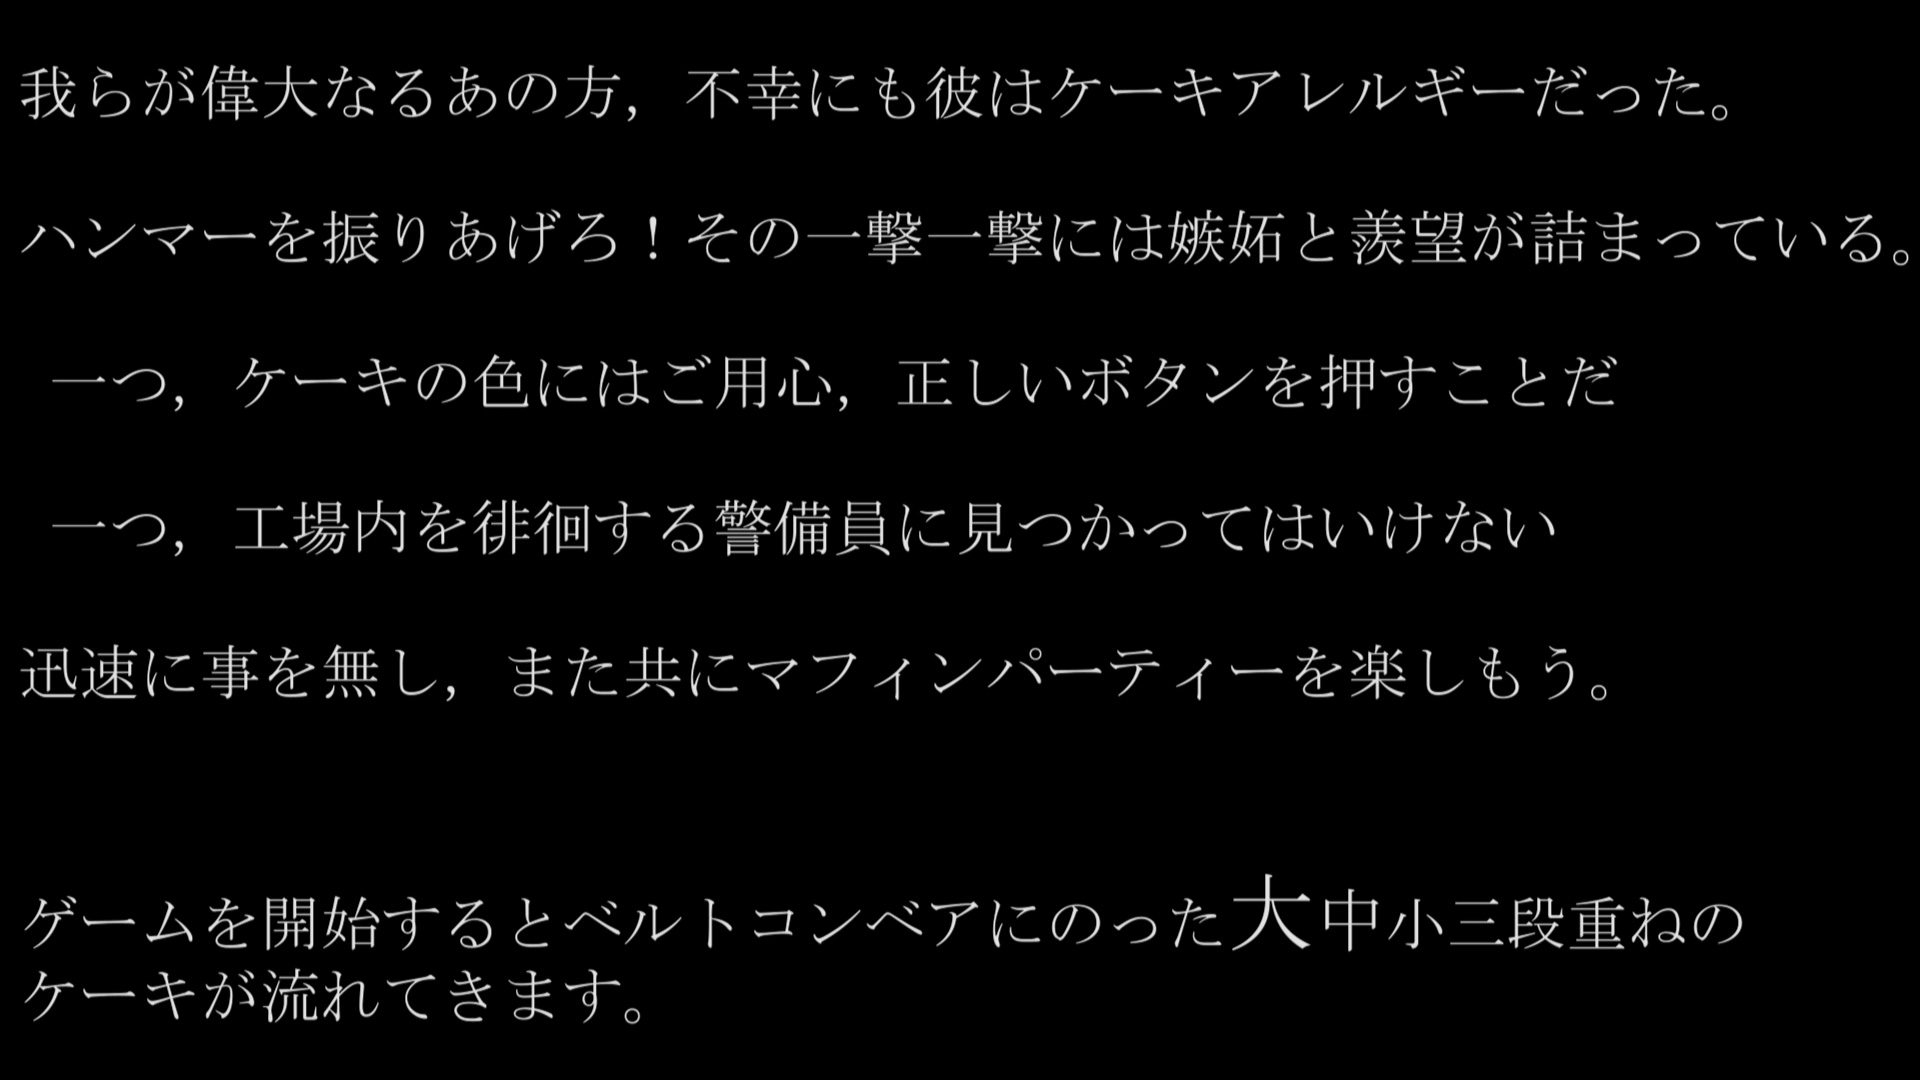 我らが偉大なるあの方，不幸にも彼はケーキアレルギーだった。
ハンマーを振りあげろ！その一撃一撃には嫉妬と羨望が詰まっている。
一つ，ケーキの色にはご用心，正しいボタンを押すことだ
一つ，工場内を徘徊する警備員に見つかってはいけない
迅速に事を無し，また共にマフィンパーティーを楽しもう。
ゲームを開始するとベルトコンベアにのった大中小三段重ねの
ケーキが流れてきます。